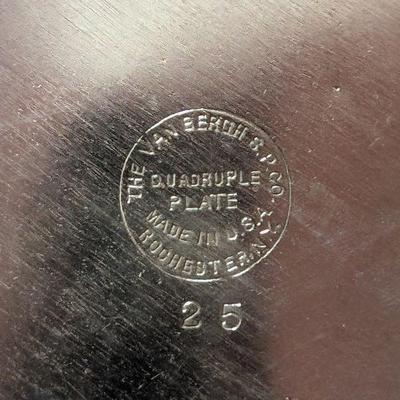 THE VAN BERGH S.P. CO.
QUADRUPLE
PLATE
MADE IN U.S.A.
ROCHESTER. N.Y.
25